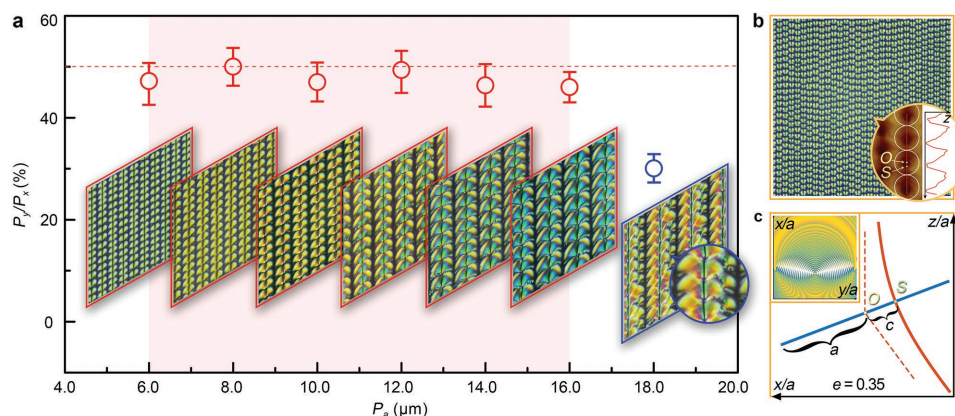 a
60
40
20
0
Py/Px (%)
4.0 6.0 8.0 10.0 12.0 14.0 16.0 18.0 20.0
Pa (μm)
b
z
O
S
c
x/a
y/a
z/a
O
S
a
c
x/a
e = 0.35